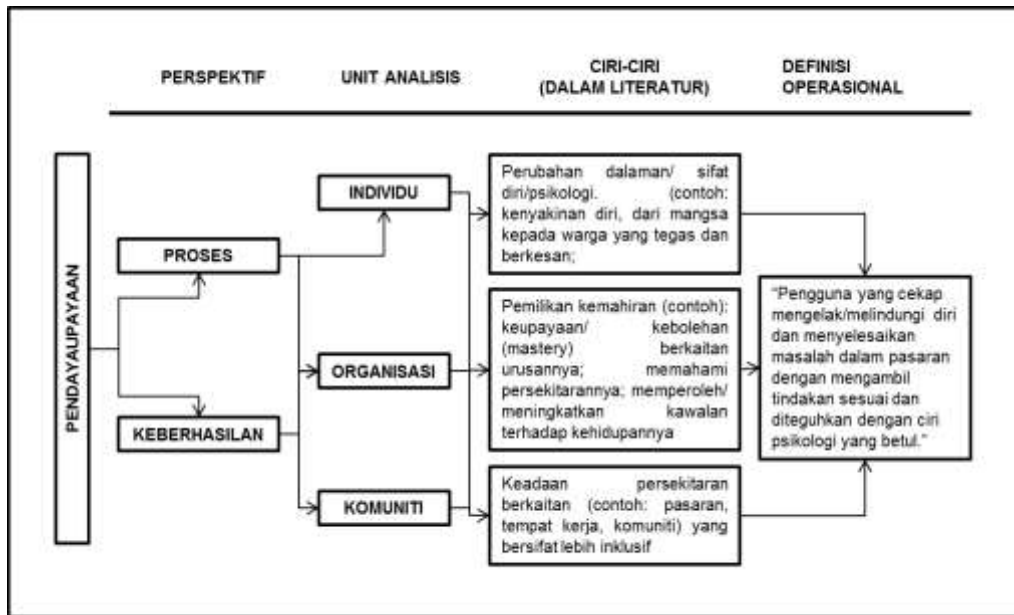 PERSPEKTIF
UNIT ANALISIS
CIRI-CIRI
(DALAM LITERATUR)
DEFINISI
OPERASIONAL
PENDAYAUPAYAAN
PROSES
KEBERHASILAN
INDIVIDU
ORGANISASI
KOMUNITI
Perubahan dalaman/ sifat
diri/psikologi. (contoh:
kenyakinan diri, dari mangsa
kepada warga yang tegas dan
berkesan;
Pemilikan kemahiran (contoh):
keupayaan/ kebolehan
(mastery) berkaitan
urusannya; memahami
persekitarannya; memperoleh/
meningkatkan kawalan
terhadap kehidupannya
Keadaan persekitaran
berkaitan (contoh: pasaran,
tempat kerja, komuniti) yang
bersifat lebih inklusif
“Pengguna yang cekap
mengelak/melindungi diri
dan menyelesaikan
masalah dalam pasaran
dengan mengambil
tindakan sesuai dan
diteguhkan dengan ciri
psikologi yang betul.”